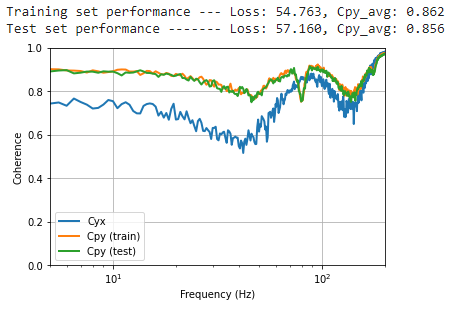 Training set performance --- Loss: 54.763, Cpy_avg: 0.862
Test set performance -------- Loss: 57.160, Cpy_avg: 0.856
1.0
0.8
0.6
0.4
0.2
0.0
Coherence
Cyx
Cpy (train)
Cpy (test)
10¹
10²
Frequency (Hz)